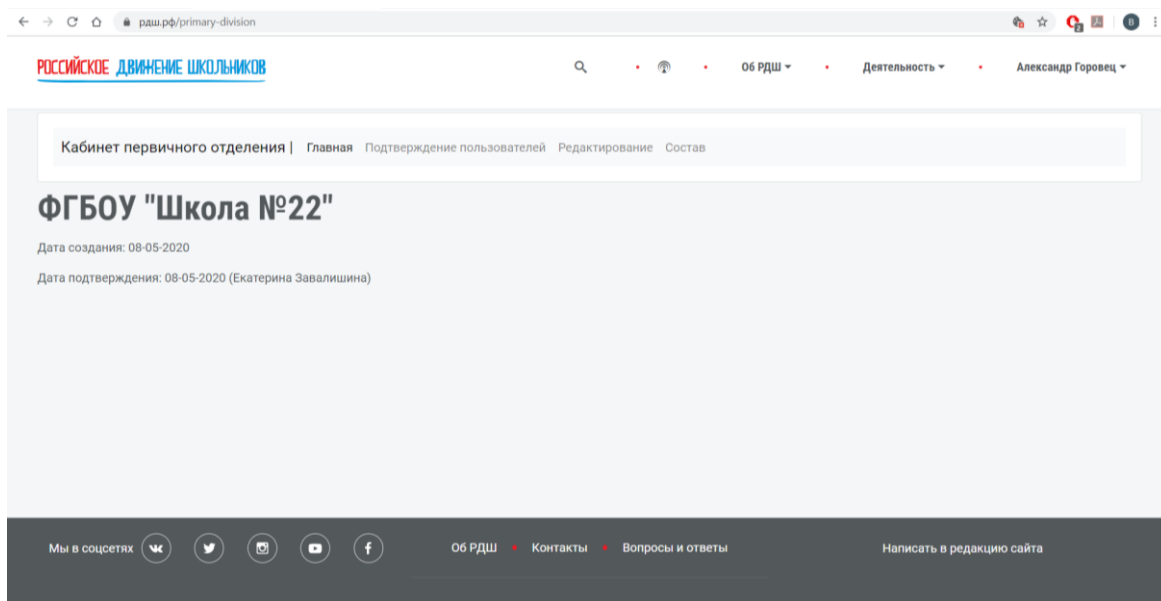 рдш.рф/primary-division
2
B
РОССИЙСКОЕ ДВИЖЕНИЕ ШКОЛЬНИКОВ
Об РДШ
Деятельность
Александр Горовец
Кабинет первичного отделения | Главная Подтверждение пользователей Редактирование Состав
ФГБОУ "Школа №22"
Дата создания: 08-05-2020
Дата подтверждения: 08-05-2020 (Екатерина Завалишина)
Мы в соцсетях
Об РДШ • Контакты • Вопросы и ответы
Написать в редакцию сайта